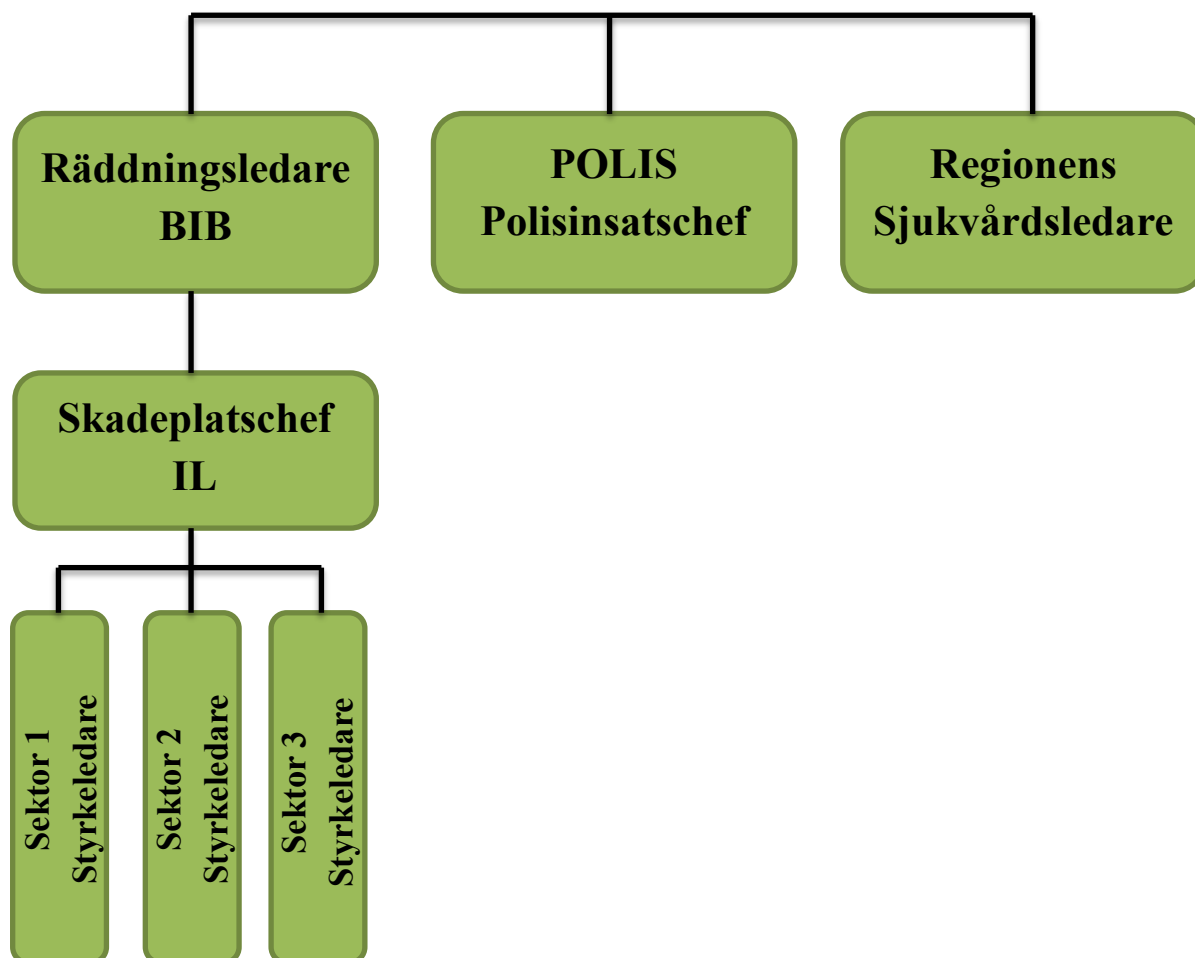 Räddningsledare
BIB
POLIS
Polisinsatschef
Regionens
Sjukvårdsledare
Skadeplatschef
IL
Sektor 1
Styrkeledare
Sektor 2
Styrkeledare
Sektor 3
Styrkeledare